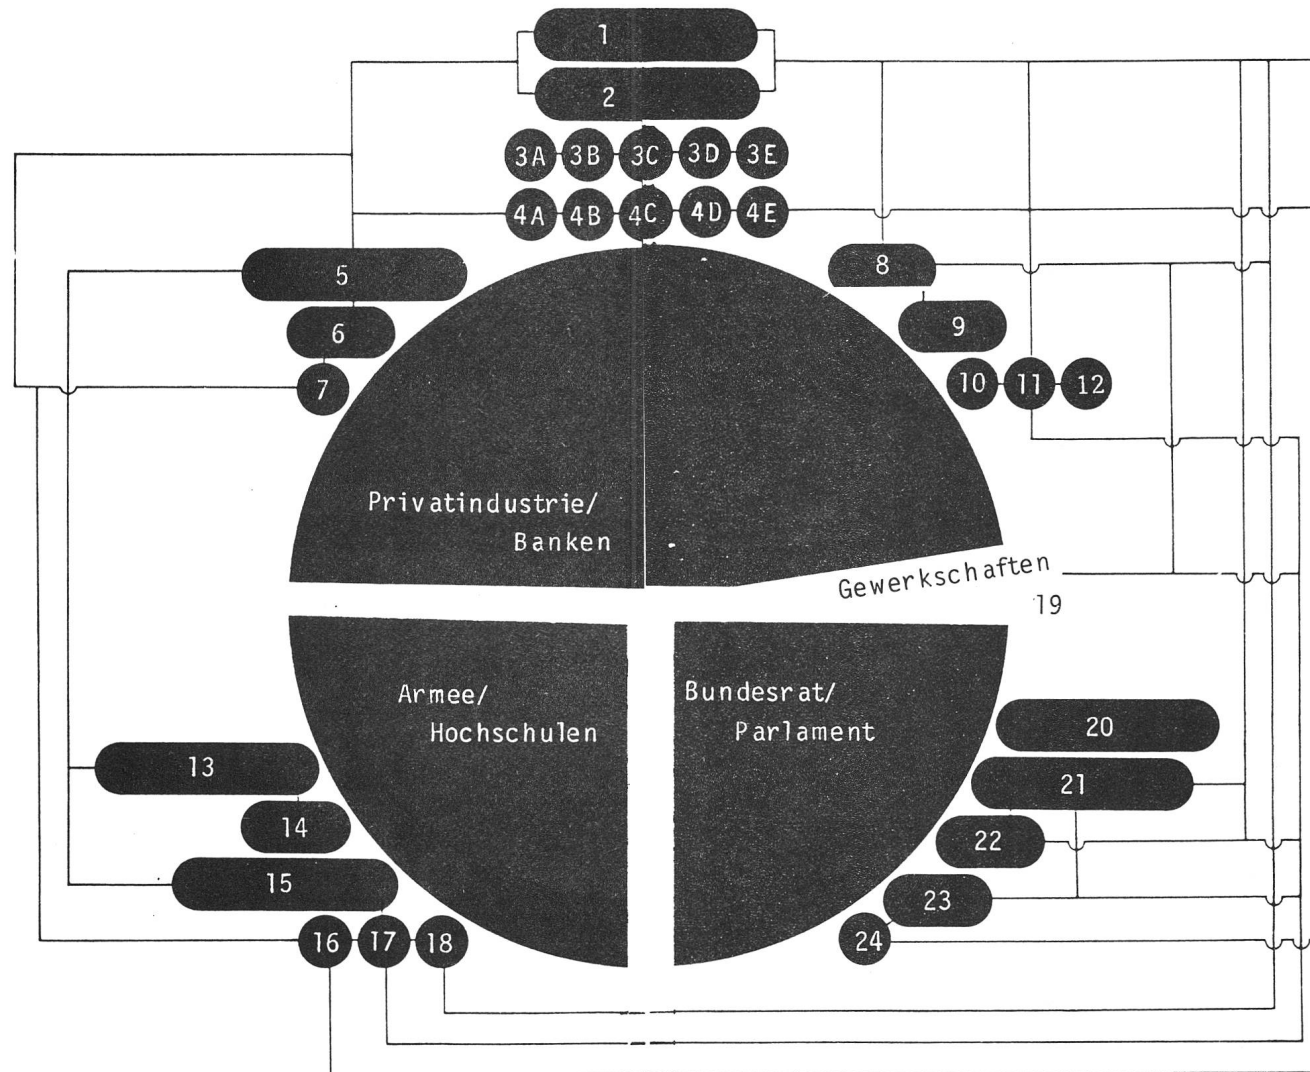 1
2
3A 3B 3C 3D 3E
4A 4B 4C 4D 4E
5
8
6
9
7
10 11 12
Privatindustrie/
Banken
Gewerkschaften
19
Armee/
Hochschulen
Bundesrat/
Parlament
20
13
21
14
22
15
23
16 17 18
24